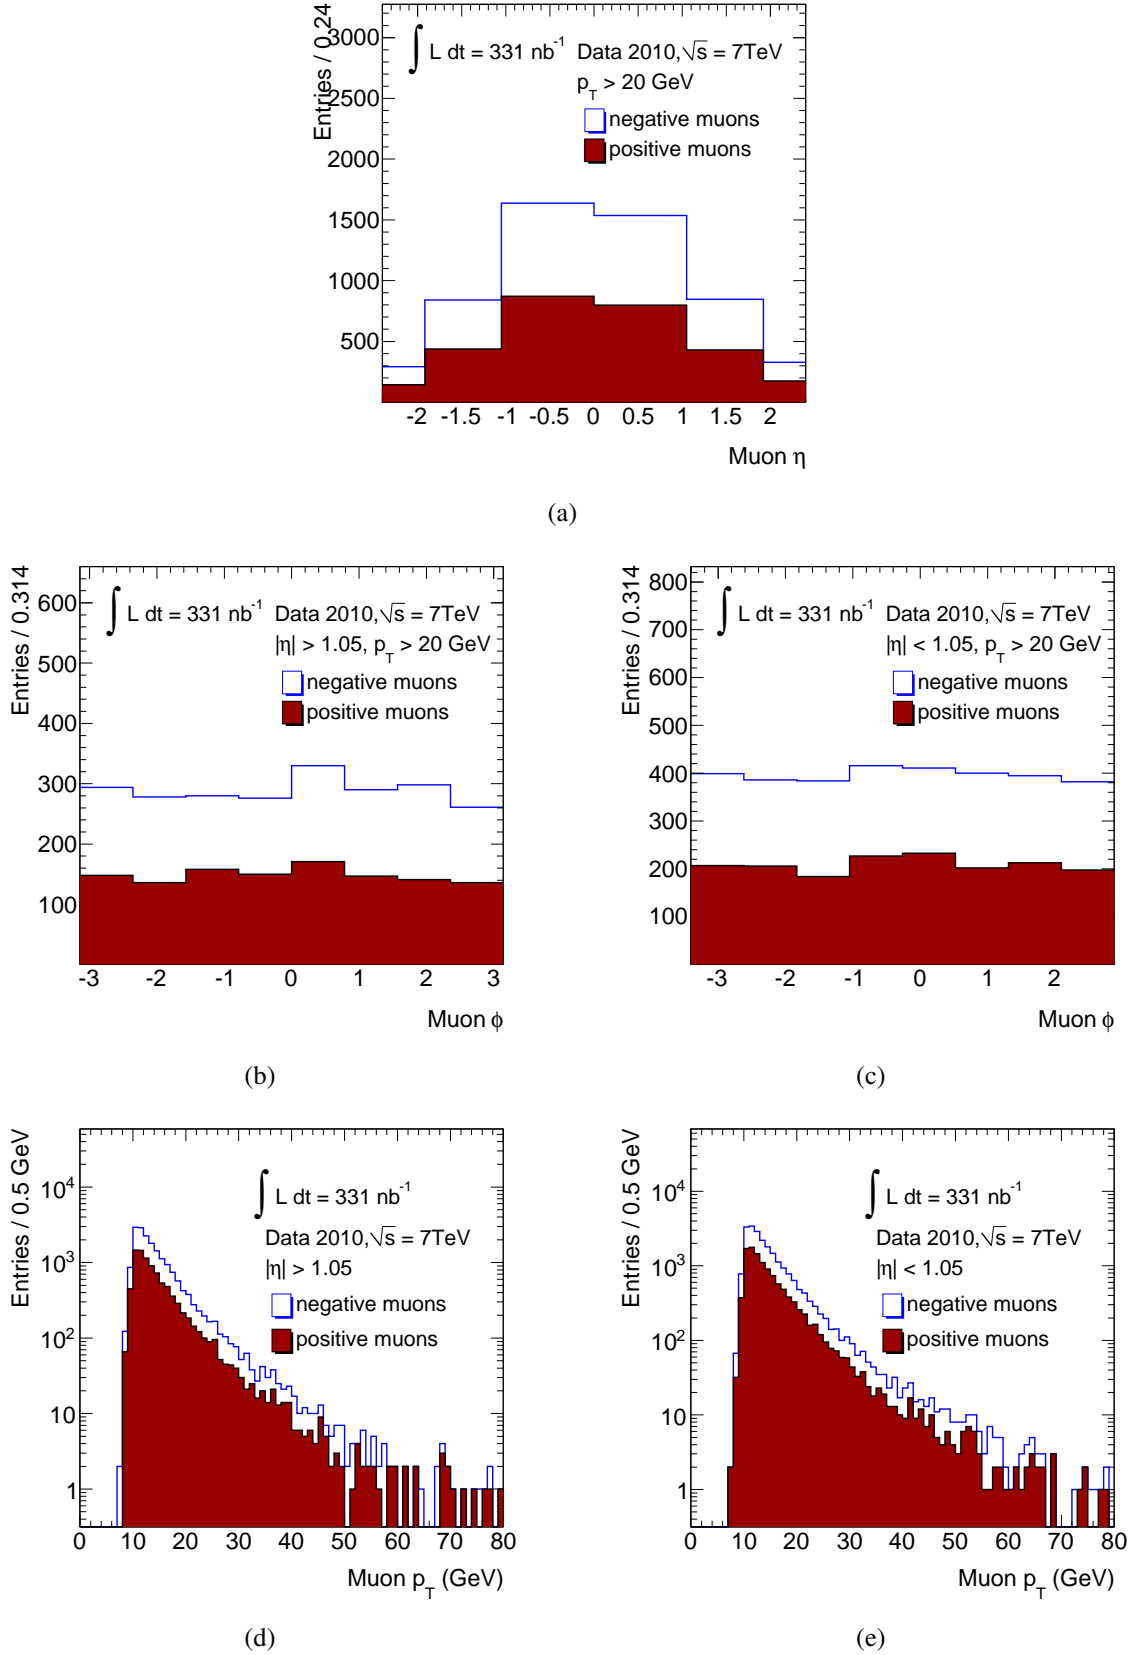 Entries / 0.24
3000
2500
2000
1500
1000
500
∫ L dt = 331 nb⁻¹ Data 2010,√s = 7TeV
p_T > 20 GeV
negative muons
positive muons
-2 -1.5 -1 -0.5 0 0.5 1 1.5 2
Muon η
(a)
Entries / 0.314
600
500
400
300
200
100
∫ L dt = 331 nb⁻¹ Data 2010,√s = 7TeV
|η| > 1.05, p_T > 20 GeV
negative muons
positive muons
-3 -2 -1 0 1 2 3
Muon ϕ
(b)
Entries / 0.314
800
700
600
500
400
300
200
100
∫ L dt = 331 nb⁻¹ Data 2010,√s = 7TeV
|η| < 1.05, p_T > 20 GeV
negative muons
positive muons
-3 -2 -1 0 1 2
Muon ϕ
(c)
Entries / 0.5 GeV
10⁴
10³
10²
10
1
∫ L dt = 331 nb⁻¹
Data 2010,√s = 7TeV
|η| > 1.05
negative muons
positive muons
0 10 20 30 40 50 60 70 80
Muon p_T (GeV)
(d)
Entries / 0.5 GeV
10⁴
10³
10²
10
1
∫ L dt = 331 nb⁻¹
Data 2010,√s = 7TeV
|η| < 1.05
negative muons
positive muons
0 10 20 30 40 50 60 70 80
Muon p_T (GeV)
(e)